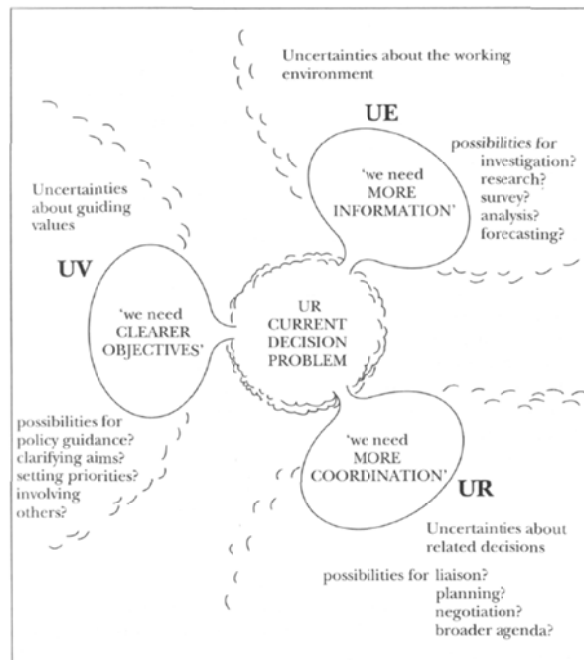 Uncertainties about the working
environment
UE
'we need
MORE
INFORMATION'
possibilities for
investigation?
research?
survey?
analysis?
forecasting?
Uncertainties
about guiding
values
UV
'we need
CLEARER
OBJECTIVES'
possibilities for
policy guidance?
clarifying aims?
setting priorities?
involving
others?
UR
CURRENT
DECISION
PROBLEM
'we need
MORE
COORDINATION'
UR
Uncertainties about
related decisions
possibilities for liaison?
planning?
negotiation?
broader agenda?